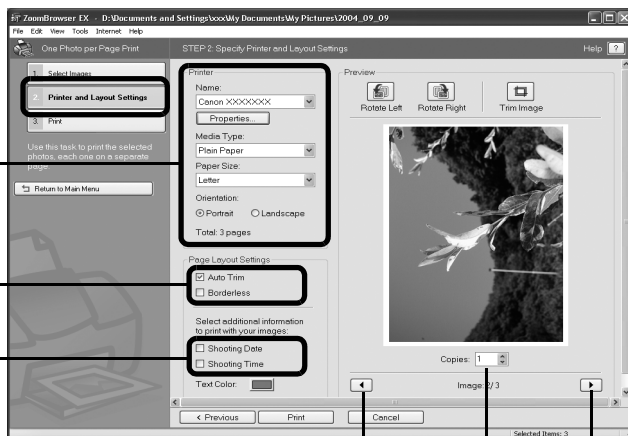 ZoomBrowser EX - D:\Documents and Settings\xxx\My Documents\My Pictures\2004_09_09
File Edit View Tools Internet Help
One Photo per Page Print
STEP 2: Specify Printer and Layout Settings
Help ?
1. Select Images
2. Printer and Layout Settings
3. Print
Use this task to print the selected
photos, each one on a separate
page.
Return to Main Menu
Printer
Name:
Canon XXXXXXX
Properties...
Media Type:
Plain Paper
Paper Size:
Letter
Orientation:
Portrait Landscape
Total: 3 pages
Page Layout Settings
Auto Trim
Borderless
Select additional information
to print with your images:
Shooting Date
Shooting Time
Text Color:
Preview
Rotate Left Rotate Right Trim Image
Copies: 1
Image: 2/3
< Previous Print Cancel
Selected Items: 3